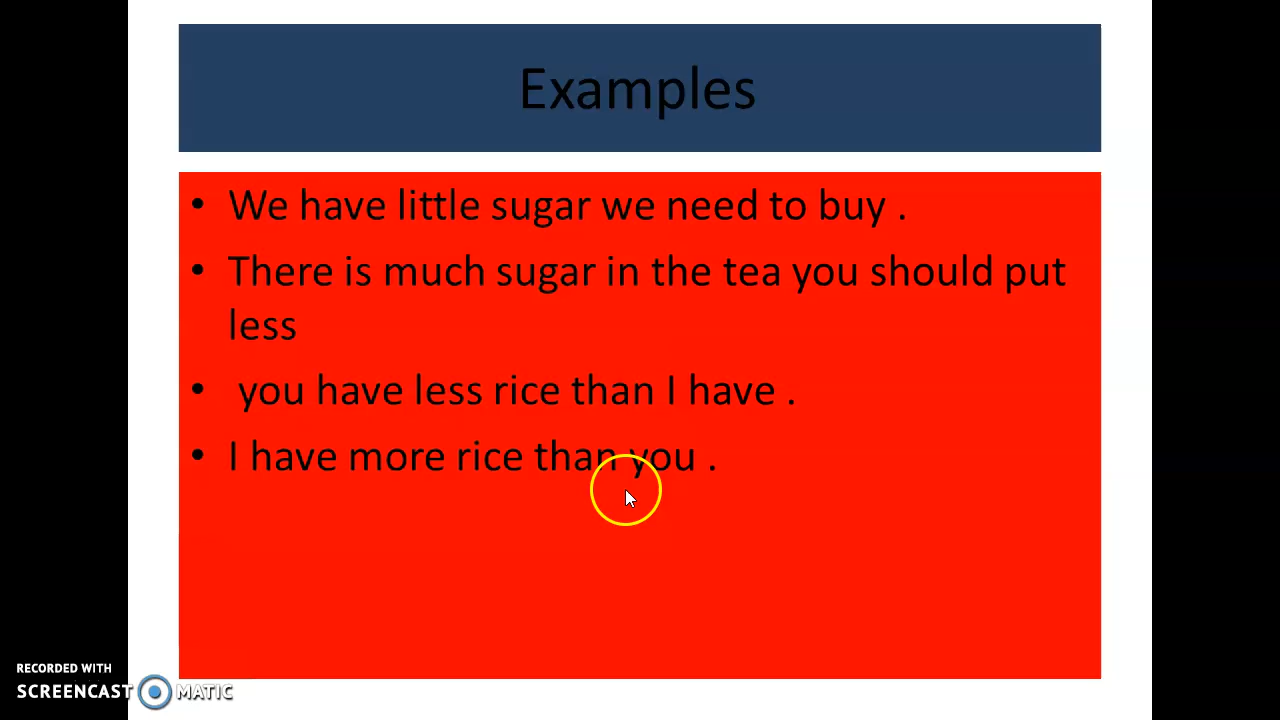 Examples
• We have little sugar we need to buy .
• There is much sugar in the tea you should put
less
• you have less rice than I have .
• I have more rice than you .
RECORDED WITH
SCREENCAST MATIC